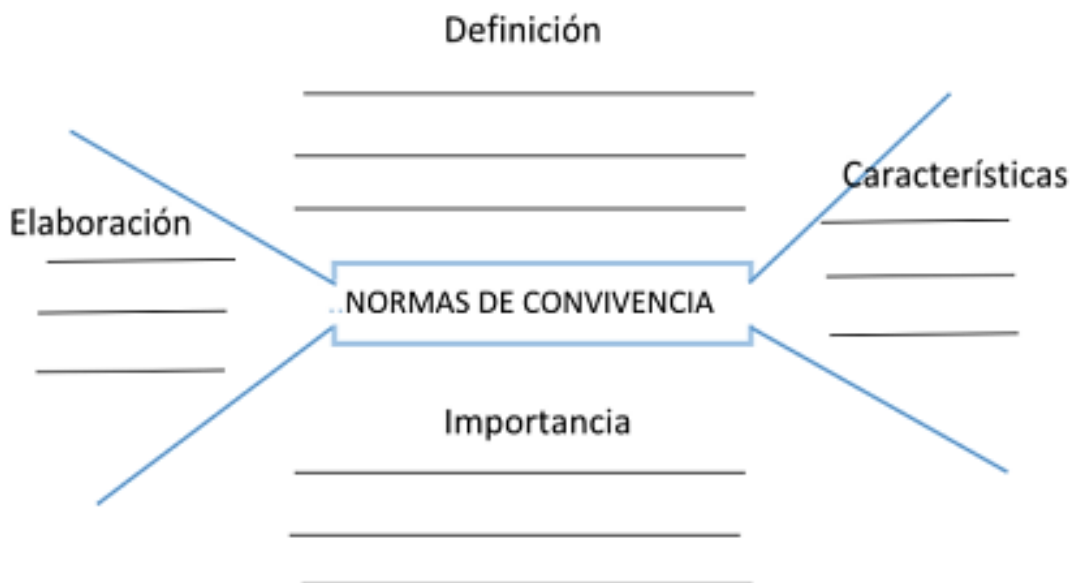 Definición
Características
Elaboración
..NORMAS DE CONVIVENCIA
Importancia